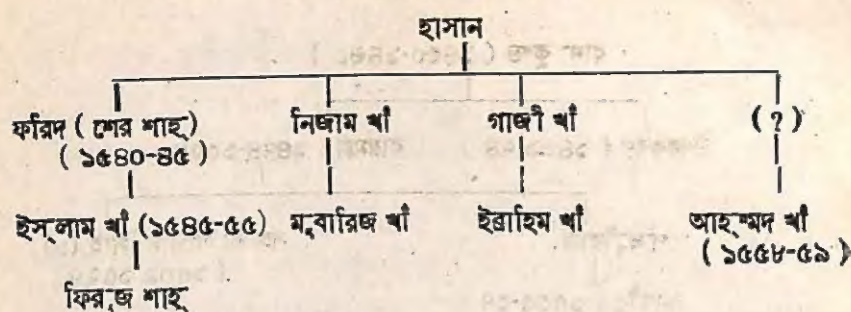 হাসান
ফরিদ ( শের শাহ্ ) নিজাম খাঁ গাজী খাঁ ( ? )
( ১৫৪০-৪৫ )
ইস্‌লাম খাঁ (১৫৪৫-৫৫) মুবারিজ খাঁ ইব্রাহিম খাঁ আহ্‌ম্মদ খাঁ
( ১৫৫৮-৫৯ )
ফিরুজ শাহ্